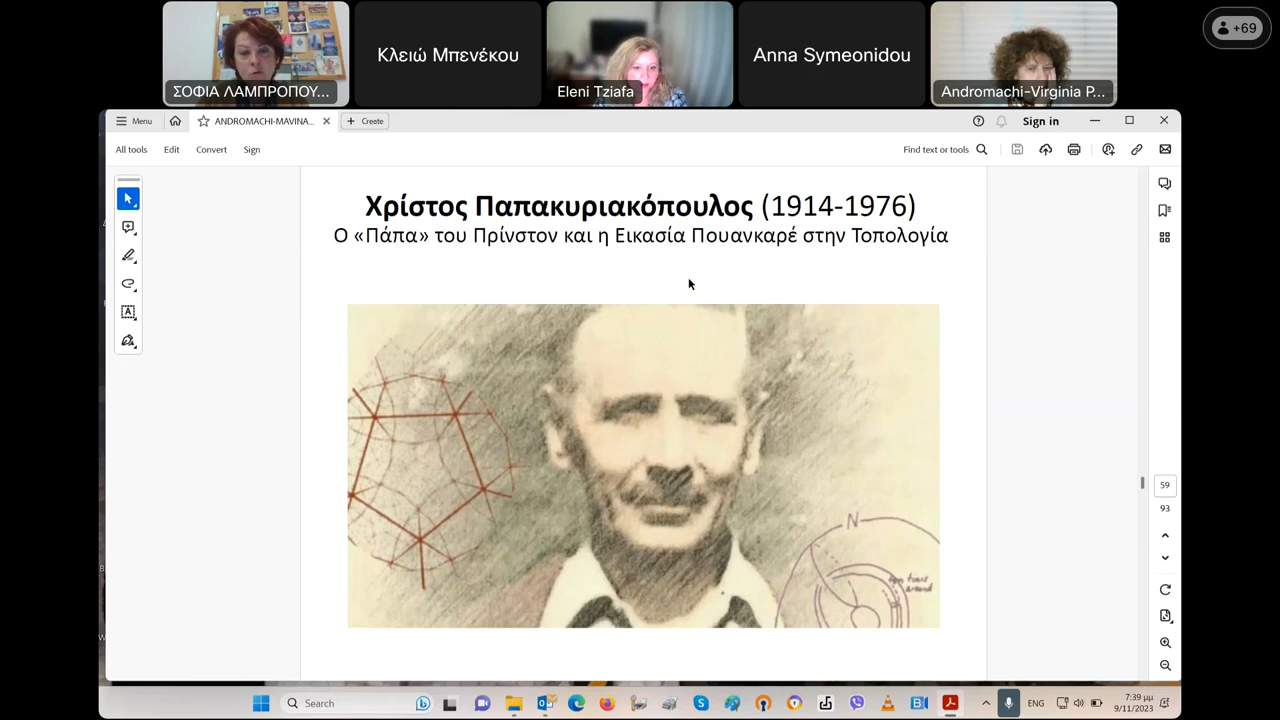 +69
ΣΟΦΙΑ ΛΑΜΠΡΟΠΟΥ...
Κλειώ Μπενέκου
Eleni Tziafa
Anna Symeonidou
Andromachi-Virginia P...
Menu
ANDROMACHI-MAVINA...
Create
Sign in
All tools Edit Convert Sign
Find text or tools
Χρίστος Παπακυριακόπουλος (1914-1976)
Ο «Πάπα» του Πρίνστον και η Εικασία Πουανκαρέ στην Τοπολογία
N
59
93
Search
ENG
7:39 μμ
9/11/2023